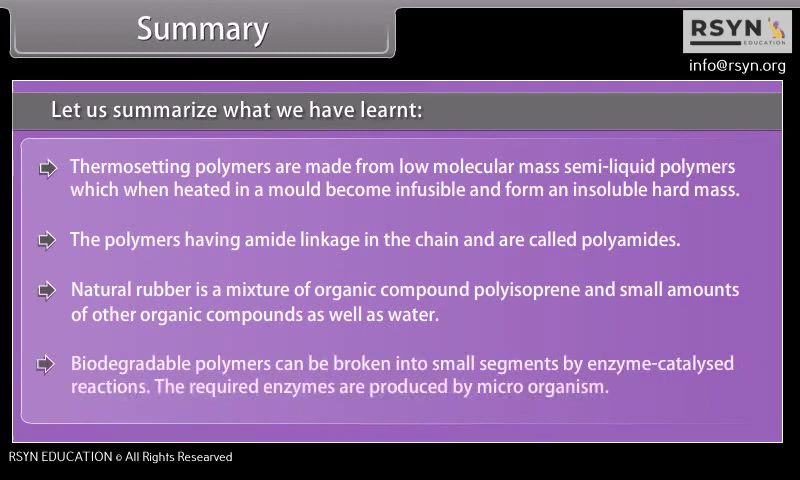 Summary
RSYN
EDUCATION
info@rsyn.org
Let us summarize what we have learnt:
Thermosetting polymers are made from low molecular mass semi-liquid polymers
which when heated in a mould become infusible and form an insoluble hard mass.
The polymers having amide linkage in the chain and are called polyamides.
Natural rubber is a mixture of organic compound polyisoprene and small amounts
of other organic compounds as well as water.
Biodegradable polymers can be broken into small segments by enzyme-catalysed
reactions. The required enzymes are produced by micro organism.
RSYN EDUCATION © All Rights Researved